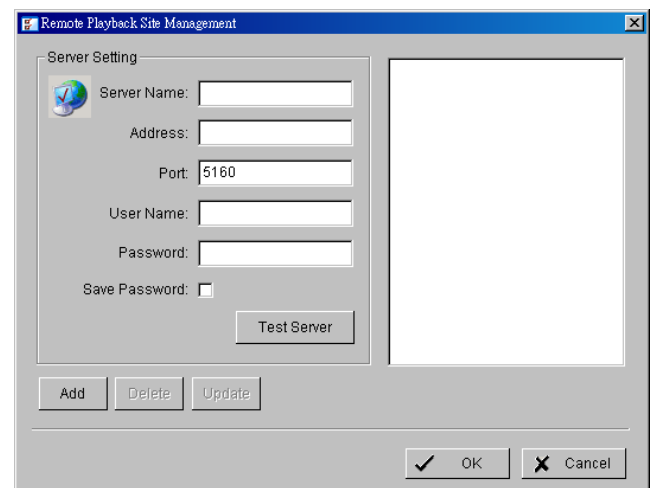 Remote Playback Site Management
Server Setting
Server Name:
Address:
Port: 5160
User Name:
Password:
Save Password:
Test Server
Add Delete Update
OK Cancel